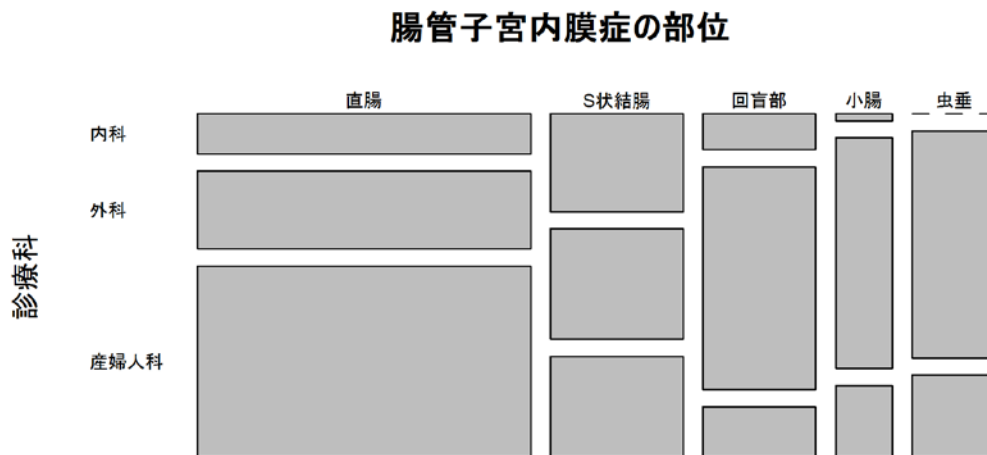 腸管子宮内膜症の部位
直腸 S状結腸 回盲部 小腸 虫垂
内科
外科
診療科
産婦人科